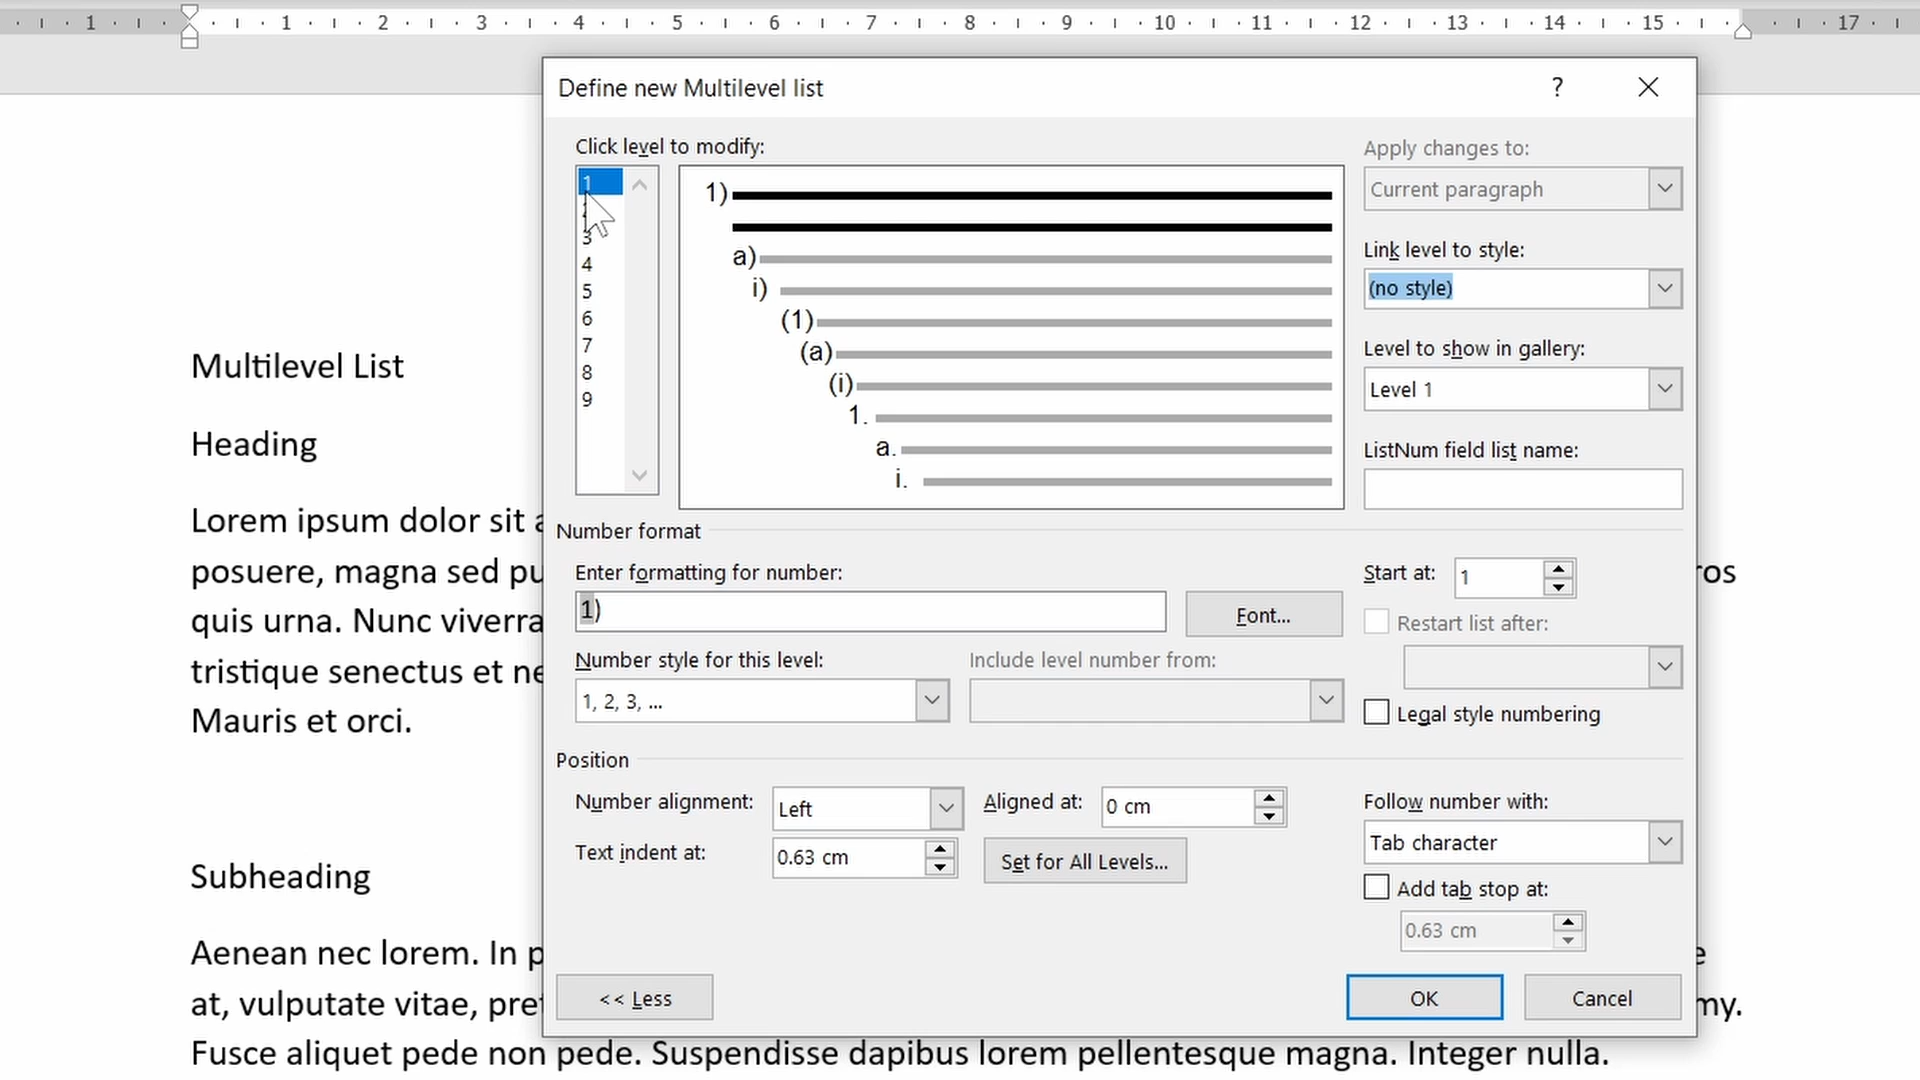 1 1 2 3 4 5 6 7 8 9 10 11 12 13 14 15 17
Define new Multilevel list ?
Click level to modify:
1
3
4
5
6
7
8
9
1)
a)
i)
(1)
(a)
(i)
1.
a.
i.
Apply changes to:
Current paragraph
Link level to style:
(no style)
Level to show in gallery:
Level 1
ListNum field list name:
Number format
Enter formatting for number:
1)
Font...
Start at: 1
Restart list after:
Number style for this level:
1, 2, 3, ...
Include level number from:
Legal style numbering
Position
Number alignment: Left
Aligned at: 0 cm
Text indent at: 0.63 cm
Set for All Levels...
Follow number with:
Tab character
Add tab stop at:
0.63 cm
<< Less
OK
Cancel
Multilevel List
Heading
Lorem ipsum dolor sit
posuere, magna sed pu ros
quis urna. Nunc viverra
tristique senectus et ne
Mauris et orci.
Subheading
Aenean nec lorem. In p e
at, vulputate vitae, pre my.
Fusce aliquet pede non pede. Suspendisse dapibus lorem pellentesque magna. Integer nulla.